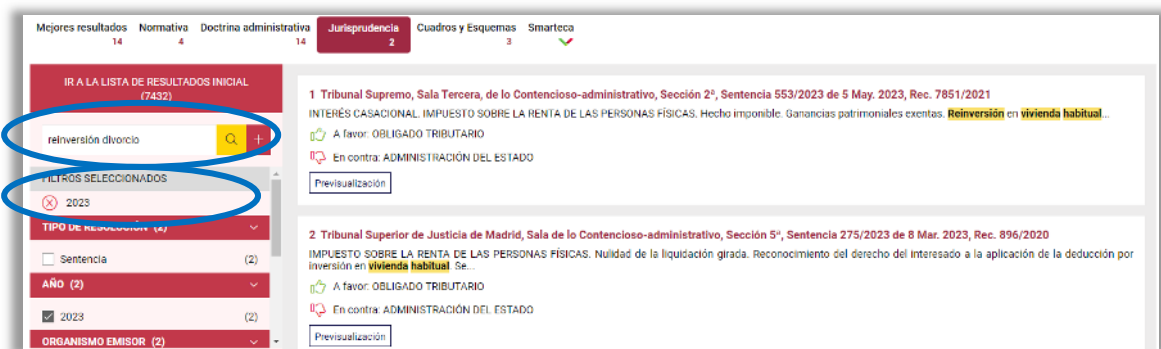 Mejores resultados Normativa Doctrina administrativa Jurisprudencia Cuadros y Esquemas Smarteca
14 4 14 2 3
IR A LA LISTA DE RESULTADOS INICIAL
(7432)
reinversión divorcio
FILTROS SELECCIONADOS
2023
TIPO DE RESOLUCIÓN (2)
Sentencia (2)
AÑO (2)
2023 (2)
ORGANISMO EMISOR (2)
1 Tribunal Supremo, Sala Tercera, de lo Contencioso-administrativo, Sección 2ª, Sentencia 553/2023 de 5 May. 2023, Rec. 7851/2021
INTERÉS CASACIONAL. IMPUESTO SOBRE LA RENTA DE LAS PERSONAS FÍSICAS. Hecho imponible. Ganancias patrimoniales exentas. Reinversión en vivienda habitual...
A favor: OBLIGADO TRIBUTARIO
En contra: ADMINISTRACIÓN DEL ESTADO
Previsualización
2 Tribunal Superior de Justicia de Madrid, Sala de lo Contencioso-administrativo, Sección 5ª, Sentencia 275/2023 de 8 Mar. 2023, Rec. 896/2020
IMPUESTO SOBRE LA RENTA DE LAS PERSONAS FÍSICAS. Nulidad de la liquidación girada. Reconocimiento del derecho del interesado a la aplicación de la deducción por
inversión en vivienda habitual. Se...
A favor: OBLIGADO TRIBUTARIO
En contra: ADMINISTRACIÓN DEL ESTADO
Previsualización